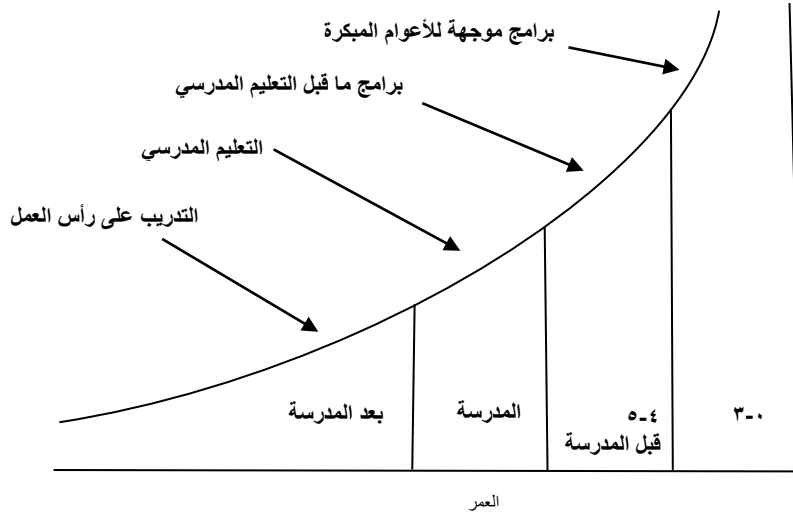 برامج موجهة للأعوام المبكرة
برامج ما قبل التعليم المدرسي
التعليم المدرسي
التدريب على رأس العمل
٠-٣
٤-٥
قبل المدرسة
المدرسة
بعد المدرسة
العمر